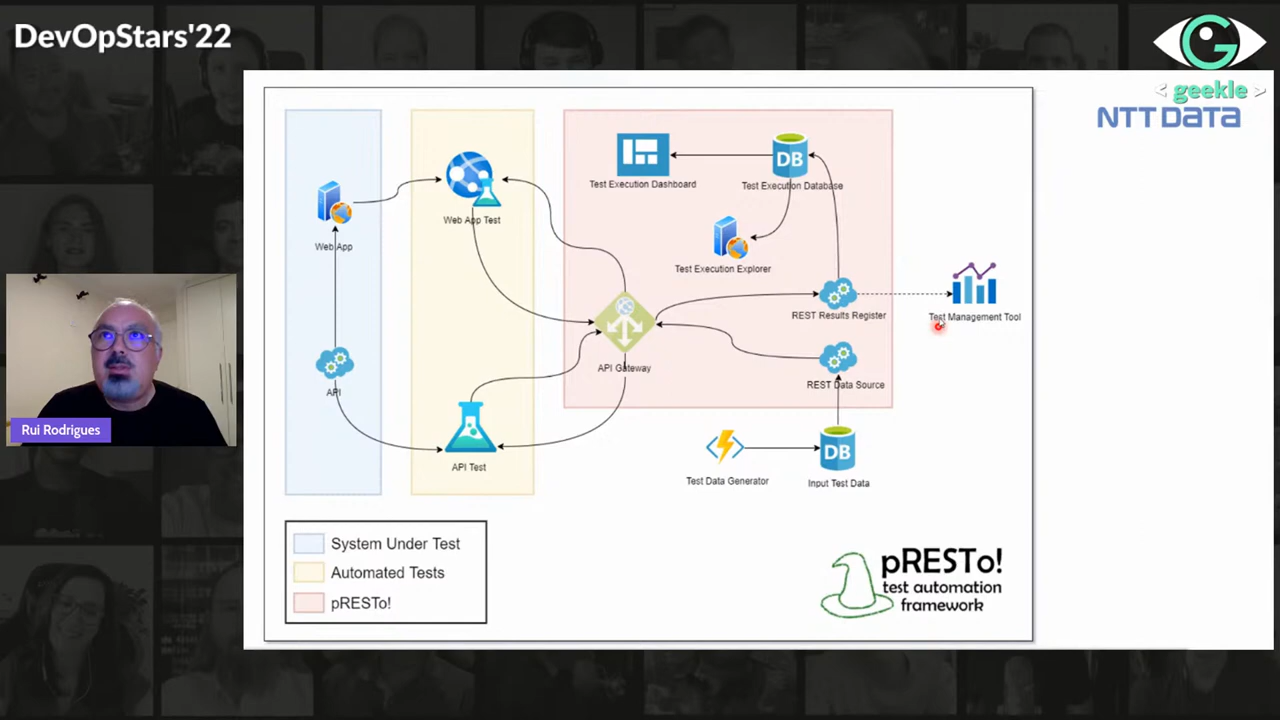 DevOpStars'22
< geekle >
NTT DATA
Test Execution Dashboard
DB
Test Execution Database
Web App Test
Web App
Test Execution Explorer
REST Results Register
Test Management Tool
API Gateway
REST Data Source
API
API Test
DB
Test Data Generator
Input Test Data
Rui Rodrigues
System Under Test
Automated Tests
pRESTo!
pRESTo!
test automation
framework